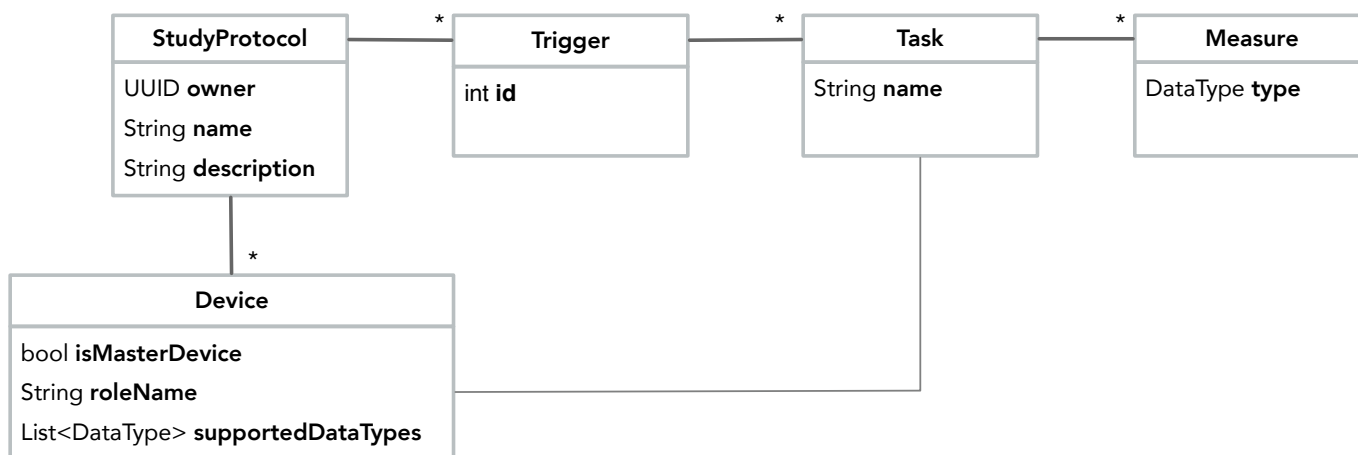 *
*
*
StudyProtocol
Trigger
Task
Measure
UUID owner
int id
String name
DataType type
String name
String description
*
Device
bool isMasterDevice
String roleName
List<DataType> supportedDataTypes